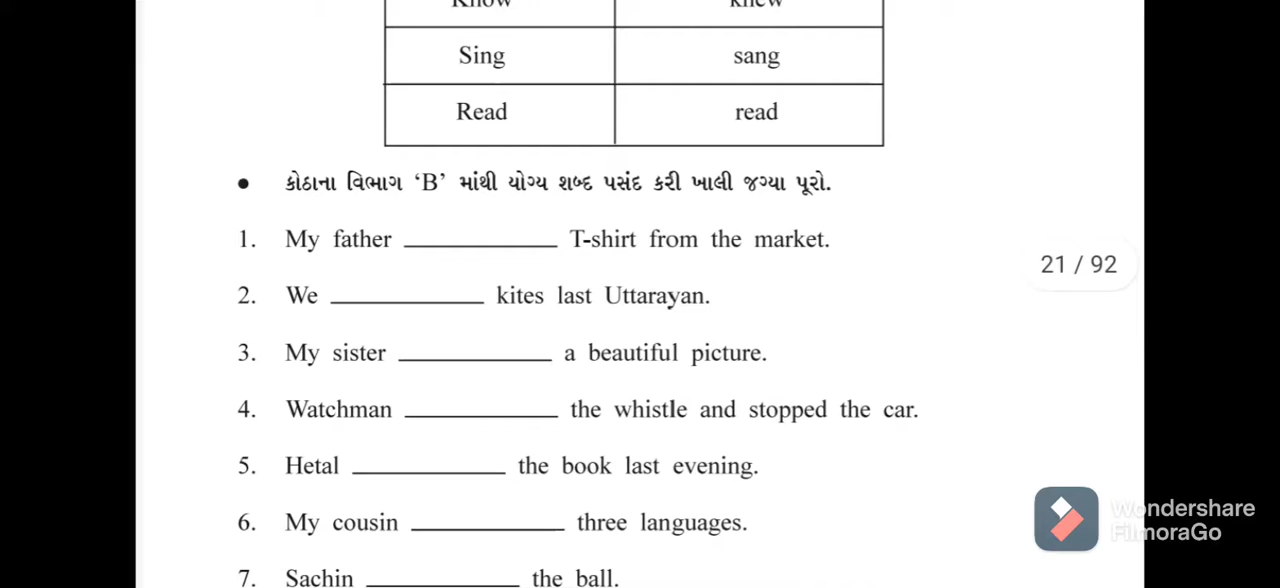 Know knew
Sing sang
Read read
• કોઠાના વિભાગ ‘B’ માંથી યોગ્ય શબ્દ પસંદ કરી ખાલી જગ્યા પૂરો.
1. My father ____________ T-shirt from the market.
2. We ____________ kites last Uttarayan.
3. My sister ____________ a beautiful picture.
4. Watchman ____________ the whistle and stopped the car.
5. Hetal ____________ the book last evening.
6. My cousin ____________ three languages.
7. Sachin ____________ the ball.
21 / 92
Wondershare
FilmoraGo